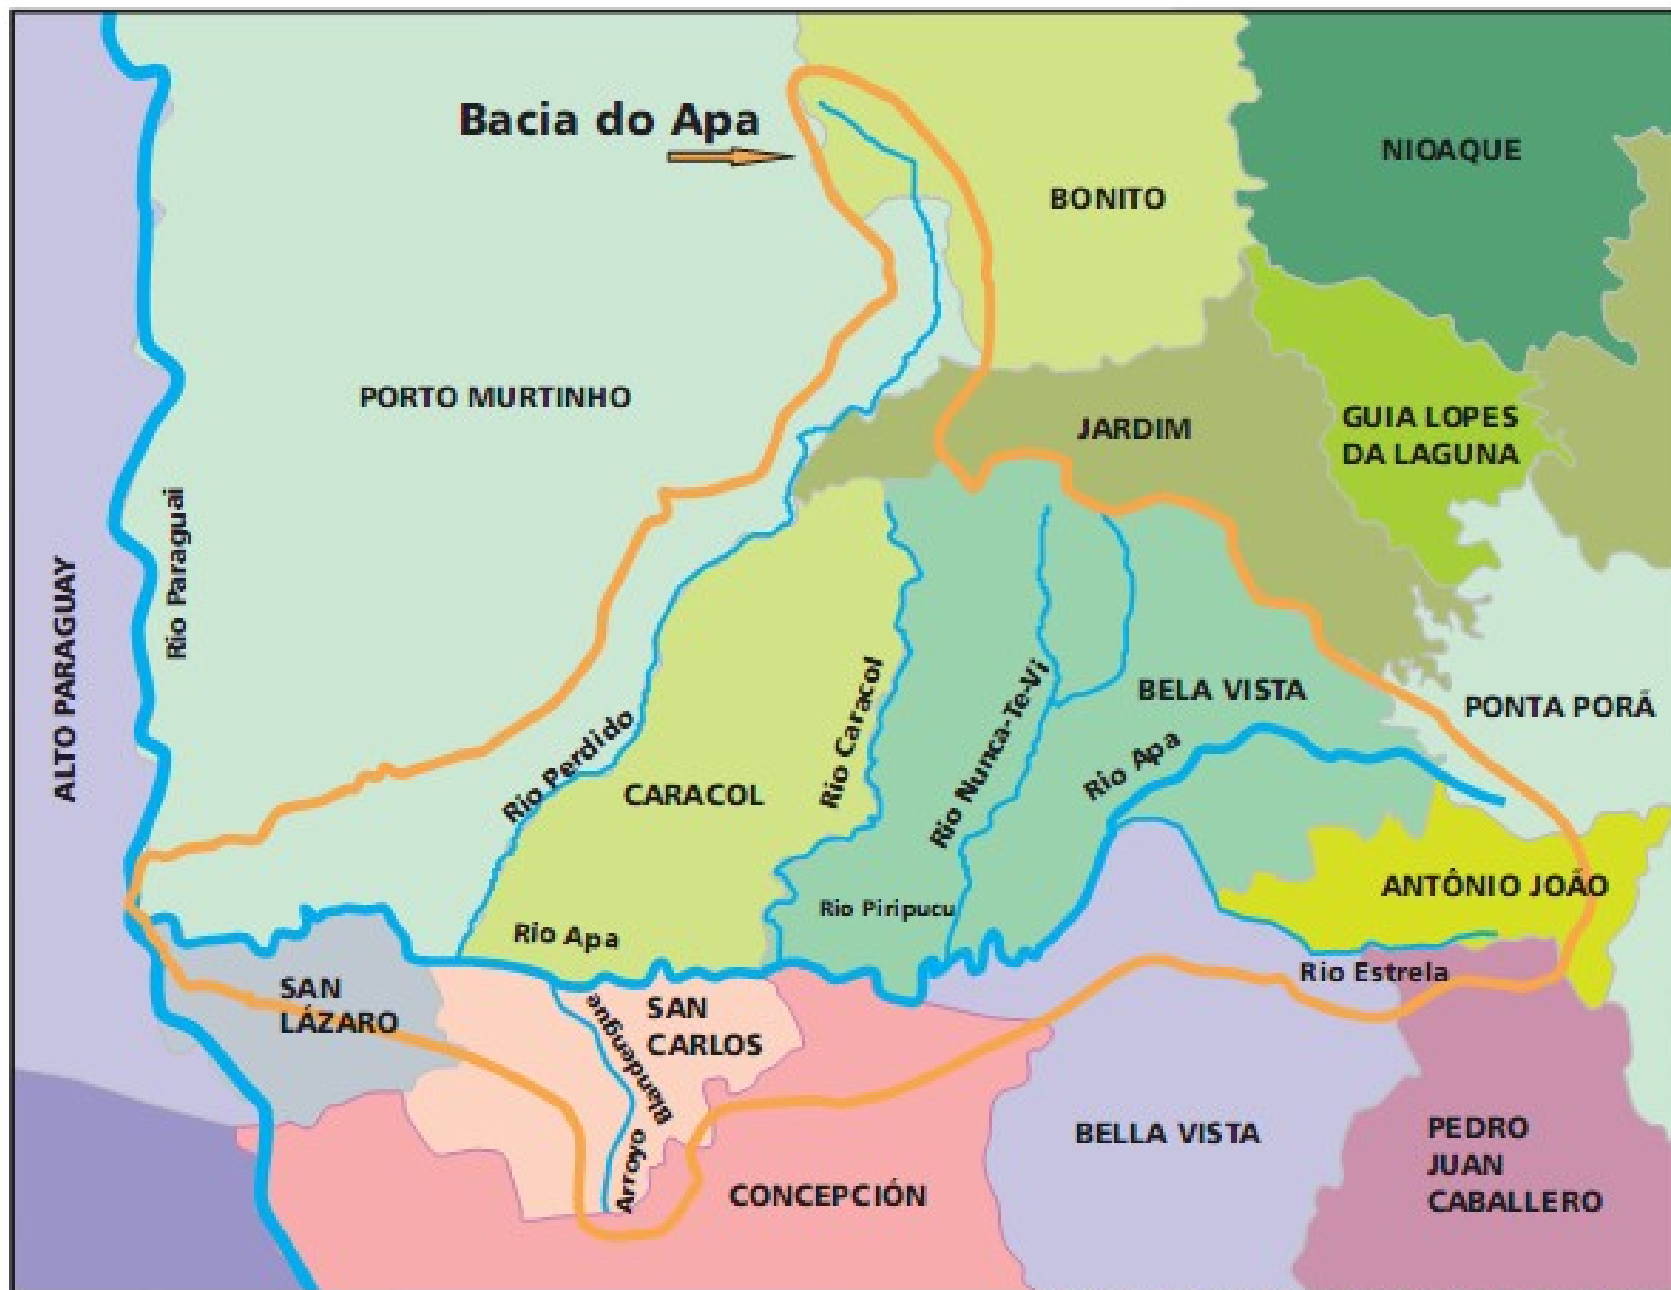 Bacia do Apa
NIOAQUE
BONITO
PORTO MURTINHO
JARDIM
GUIA LOPES
DA LAGUNA
Rio Paraguai
ALTO PARAGUAY
Rio Perdido
CARACOL
Rio Caracol
Rio Nunca-Te-Vi
BELA VISTA
Rio Apa
PONTA PORÃ
ANTÔNIO JOÃO
Rio Piripucu
Rio Apa
Rio Estrela
SAN
LÁZARO
SAN
CARLOS
Arroyo Blandengue
BELLA VISTA
PEDRO
JUAN
CABALLERO
CONCEPCIÓN